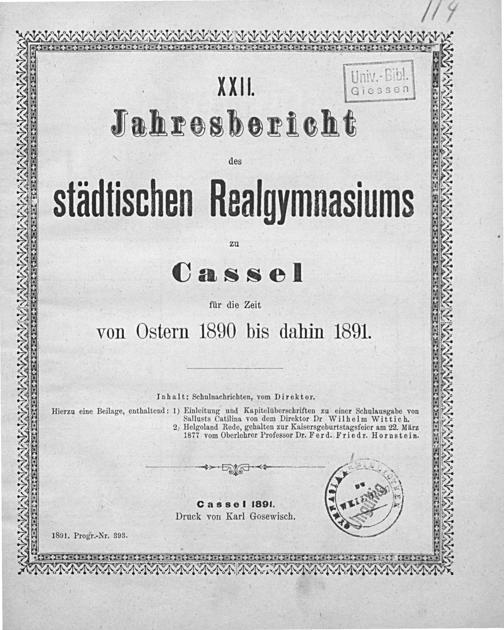 114
Univ.-Bibl.
Giessen
XXII.
Jahresbericht
des
städtischen Realgymnasiums
zu
Cassel
für die Zeit
von Ostern 1890 bis dahin 1891.
Inhalt: Schulnachrichten, vom Direktor.
Hierzu eine Beilage, enthaltend: 1) Einleitung und Kapitelüberschriften zu einer Schulausgabe von
Sallusts Catilina von dem Direktor Dr Wilhelm Wittich.
2) Helgoland Rede, gehalten zur Kaisersgeburtstagsfeier am 22. März
1877 vom Oberlehrer Professor Dr. Ferd. Friedr. Hornstein.
Cassel 1891.
Druck von Karl Gosewisch.
1891. Progr.-Nr. 393.